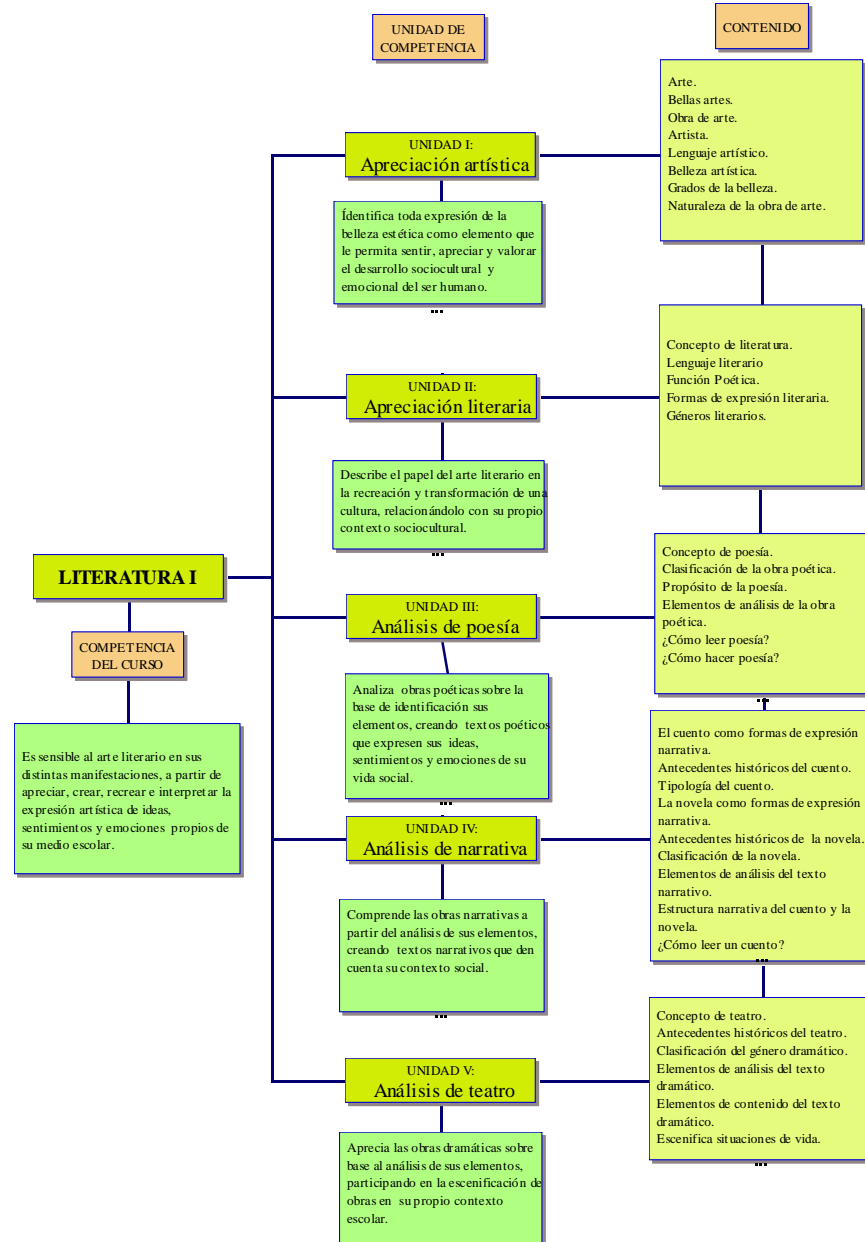 UNIDAD DE
COMPETENCIA
CONTENIDO
UNIDAD I:
Apreciación artística
Ídentifica toda expresión de la
belleza estética como elemento que
le permita sentir, apreciar y valorar
el desarrollo sociocultural y
emocional del ser humano.
Arte.
Bellas artes.
Obra de arte.
Artista.
Lenguaje artístico.
Belleza artística.
Grados de la belleza.
Naturaleza de la obra de arte.
UNIDAD II:
Apreciación literaria
Describe el papel del arte literario en
la recreación y transformación de una
cultura, relacionándolo con su propio
contexto sociocultural.
Concepto de literatura.
Lenguaje literario
Función Poética.
Formas de expresión literaria.
Géneros literarios.
LITERATURA I
COMPETENCIA
DEL CURSO
Es sensible al arte literario en sus
distintas manifestaciones, a partir de
apreciar, crear, recrear e interpretar la
expresión artística de ideas,
sentimientos y emociones propios de
su medio escolar.
UNIDAD III:
Análisis de poesía
Analiza obras poéticas sobre la
base de identificación sus
elementos, creando textos poéticos
que expresen sus ideas,
sentimientos y emociones de su
vida social.
Concepto de poesía.
Clasificación de la obra poética.
Propósito de la poesía.
Elementos de análisis de la obra
poética.
¿Cómo leer poesía?
¿Cómo hacer poesía?
UNIDAD IV:
Análisis de narrativa
Comprende las obras narrativas a
partir del análisis de sus elementos,
creando textos narrativos que den
cuenta su contexto social.
El cuento como formas de expresión
narrativa.
Antecedentes históricos del cuento.
Tipología del cuento.
La novela como formas de expresión
narrativa.
Antecedentes históricos de la novela.
Clasificación de la novela.
Elementos de análisis del texto
narrativo.
Estructura narrativa del cuento y la
novela.
¿Cómo leer un cuento?
UNIDAD V:
Análisis de teatro
Aprecia las obras dramáticas sobre
base al análisis de sus elementos,
participando en la escenificación de
obras en su propio contexto
escolar.
Concepto de teatro.
Antecedentes históricos del teatro.
Clasificación del género dramático.
Elementos de análisis del texto
dramático.
Elementos de contenido del texto
dramático.
Escenifica situaciones de vida.